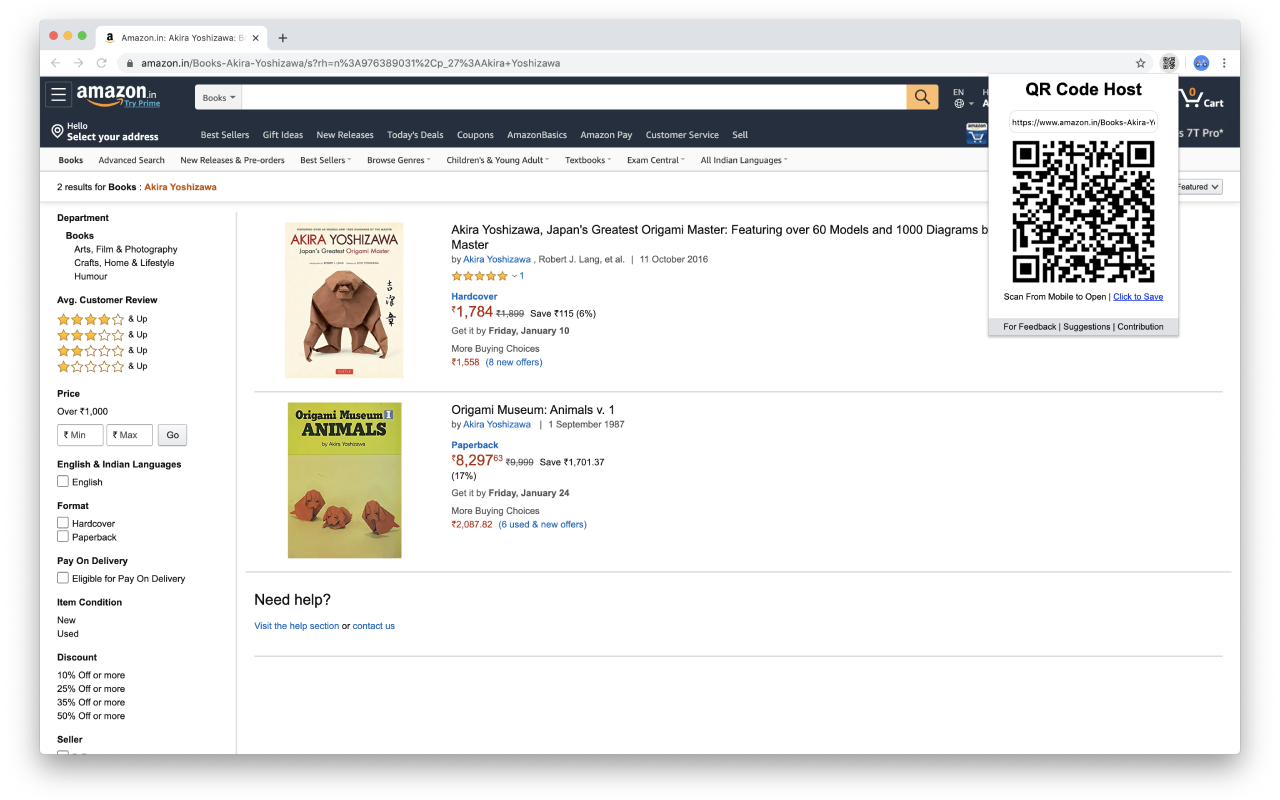 Amazon.in: Akira Yoshizawa: B
amazon.in/Books-Akira-Yoshizawa/s?rh=n%3A976389031%2Cp_27%3AAkira+Yoshizawa
amazon.in
Try Prime
Books
EN
0
Cart
Hello
Select your address
Best Sellers Gift Ideas New Releases Today's Deals Coupons AmazonBasics Amazon Pay Customer Service Sell
amazon
s 7T Pro*
Books Advanced Search New Releases & Pre-orders Best Sellers Browse Genres Children's & Young Adult Textbooks Exam Central All Indian Languages
2 results for Books : Akira Yoshizawa
Featured
QR Code Host
https://www.amazon.in/Books-Akira-Yo
Scan From Mobile to Open | Click to Save
For Feedback | Suggestions | Contribution
Department
Books
Arts, Film & Photography
Crafts, Home & Lifestyle
Humour
Avg. Customer Review
& Up
& Up
& Up
& Up
Price
Over ₹1,000
₹ Min
₹ Max
Go
English & Indian Languages
English
Format
Hardcover
Paperback
Pay On Delivery
Eligible for Pay On Delivery
Item Condition
New
Used
Discount
10% Off or more
25% Off or more
35% Off or more
50% Off or more
Seller
AKIRA YOSHIZAWA
Japan's Greatest Origami Master
吉澤章
Akira Yoshizawa, Japan's Greatest Origami Master: Featuring over 60 Models and 1000 Diagrams b
Master
by Akira Yoshizawa , Robert J. Lang, et al. | 11 October 2016
1
Hardcover
₹1,784 ₹1,899 Save ₹115 (6%)
Get it by Friday, January 10
More Buying Choices
₹1,558 (8 new offers)
Origami Museum I
ANIMALS
by Akira Yoshizawa
Origami Museum: Animals v. 1
by Akira Yoshizawa | 1 September 1987
Paperback
₹8,297 63 ₹9,999 Save ₹1,701.37
(17%)
Get it by Friday, January 24
More Buying Choices
₹2,087.82 (6 used & new offers)
Need help?
Visit the help section or contact us